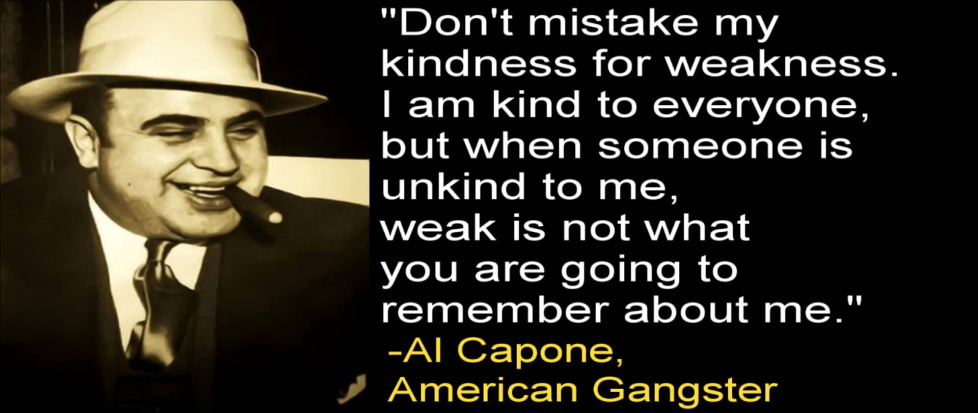 "Don't mistake my
kindness for weakness.
I am kind to everyone,
but when someone is
unkind to me,
weak is not what
you are going to
remember about me."
-Al Capone,
American Gangster